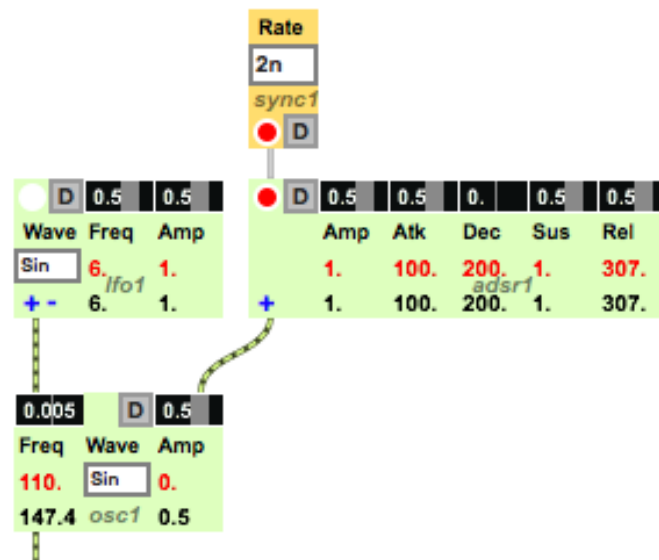 Rate
2n
sync1
D
D 0.5 0.5
Wave Freq Amp
Sin 6. 1.
lfo1
+ - 6. 1.
D 0.5 0.5 0. 0.5 0.5
Amp Atk Dec Sus Rel
1. 100. 200. 1. 307.
adsr1
+ 1. 100. 200. 1. 307.
0.005 D 0.5
Freq Wave Amp
110. Sin 0.
147.4 osc1 0.5